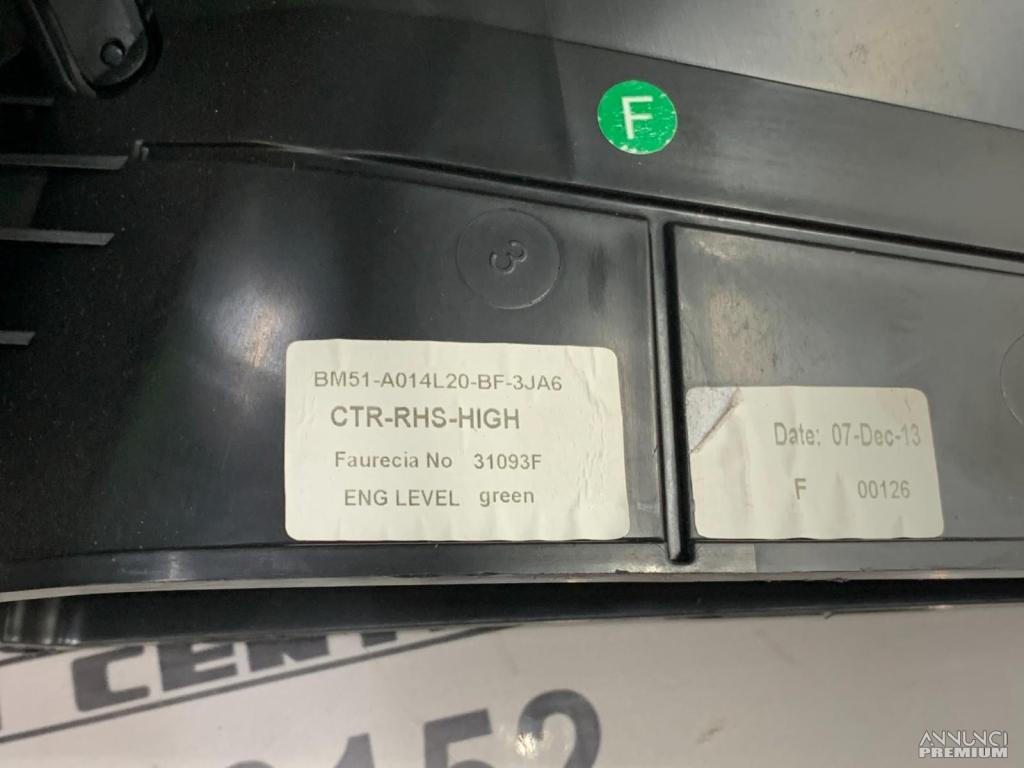 F
3
BM51-A014L20-BF-3JA6
CTR-RHS-HIGH
Faurecia No 31093F
ENG LEVEL green
Date: 07-Dec-13
F 00126
ANNUNCI
PREMIUM